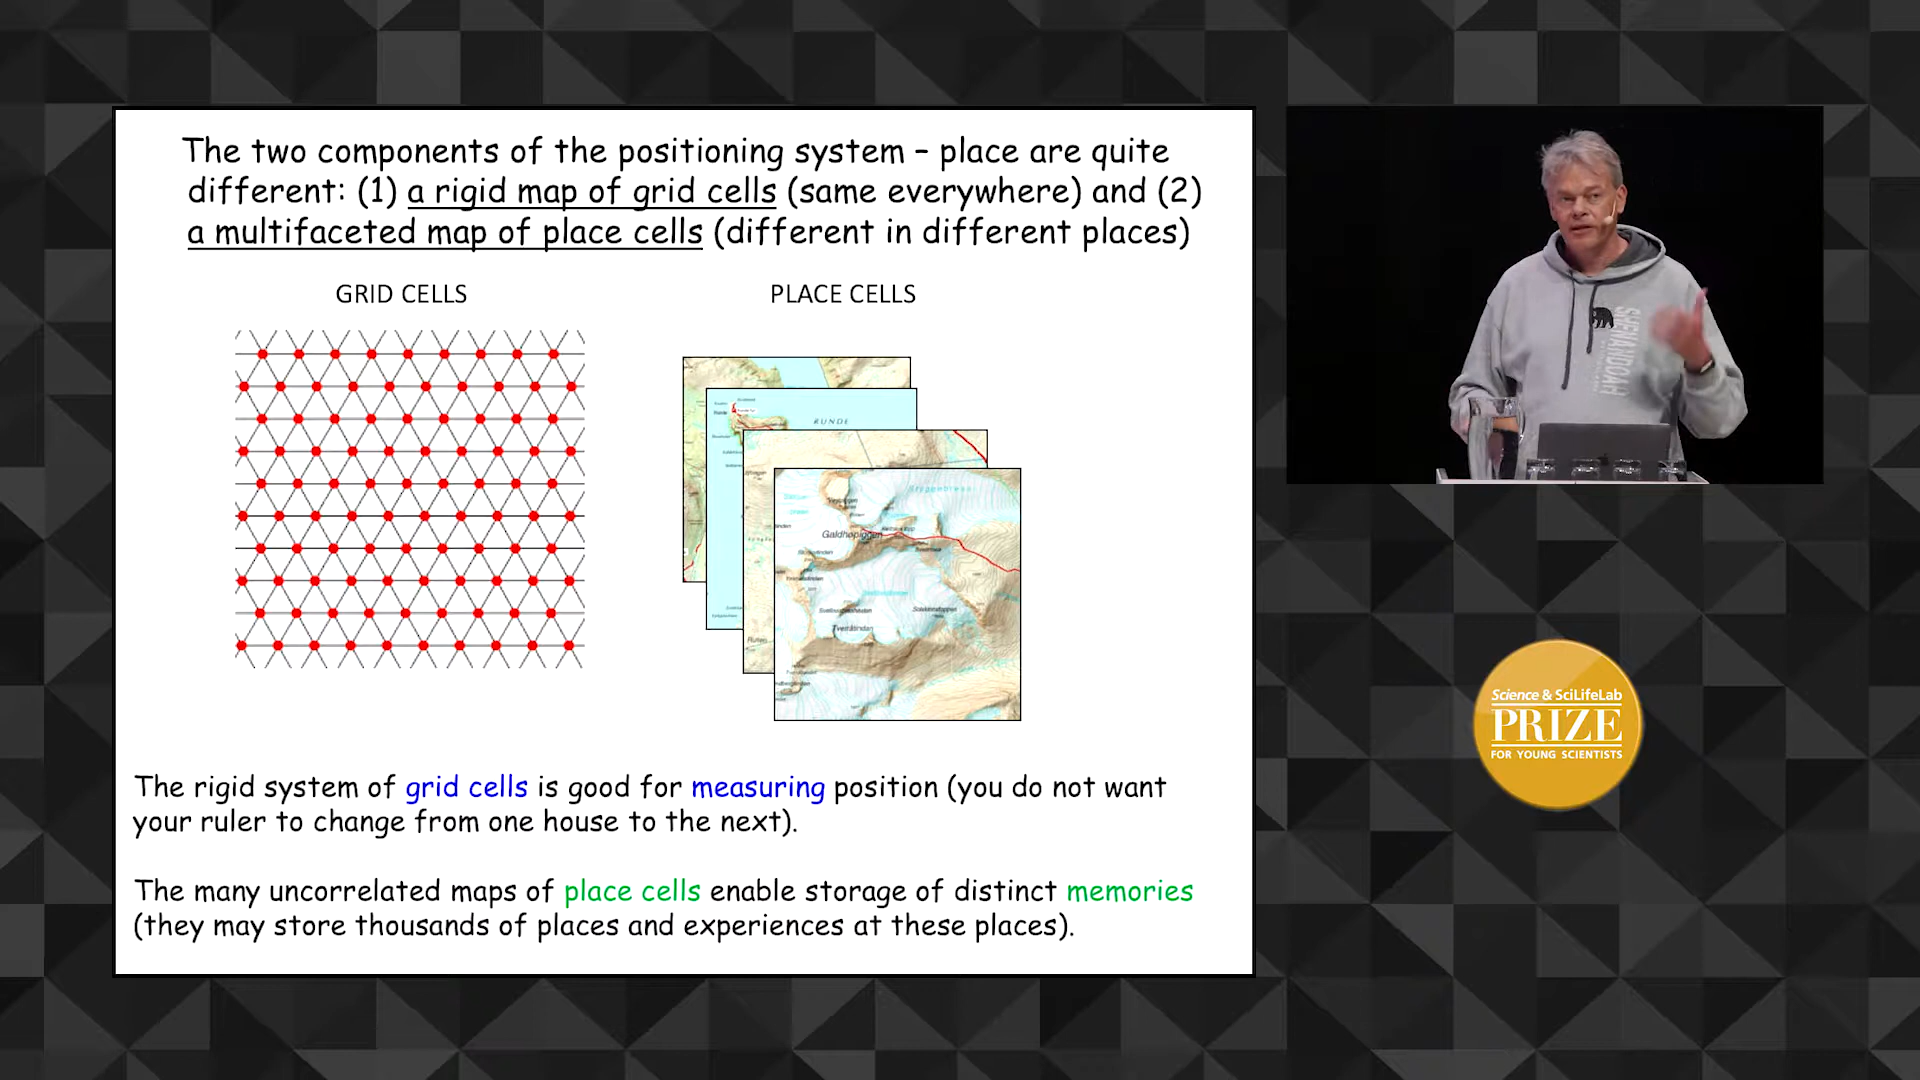 The two components of the positioning system – place are quite
different: (1) a rigid map of grid cells (same everywhere) and (2)
a multifaceted map of place cells (different in different places)
GRID CELLS
PLACE CELLS
RUNDE
Galdhøpiggen
Tverråtindan
The rigid system of grid cells is good for measuring position (you do not want
your ruler to change from one house to the next).
The many uncorrelated maps of place cells enable storage of distinct memories
(they may store thousands of places and experiences at these places).
SHENANDOAH
Science & SciLifeLab
PRIZE
FOR YOUNG SCIENTISTS